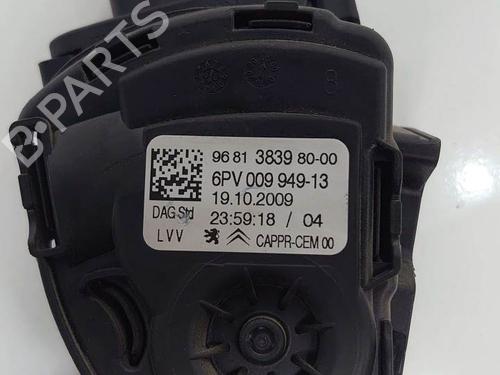 B-PARTS
8
96 81 3839 80-00
6PV 009 949-13
19.10.2009
DAG Std 23:59:18 / 04
LVV CAPPR-CEM 00